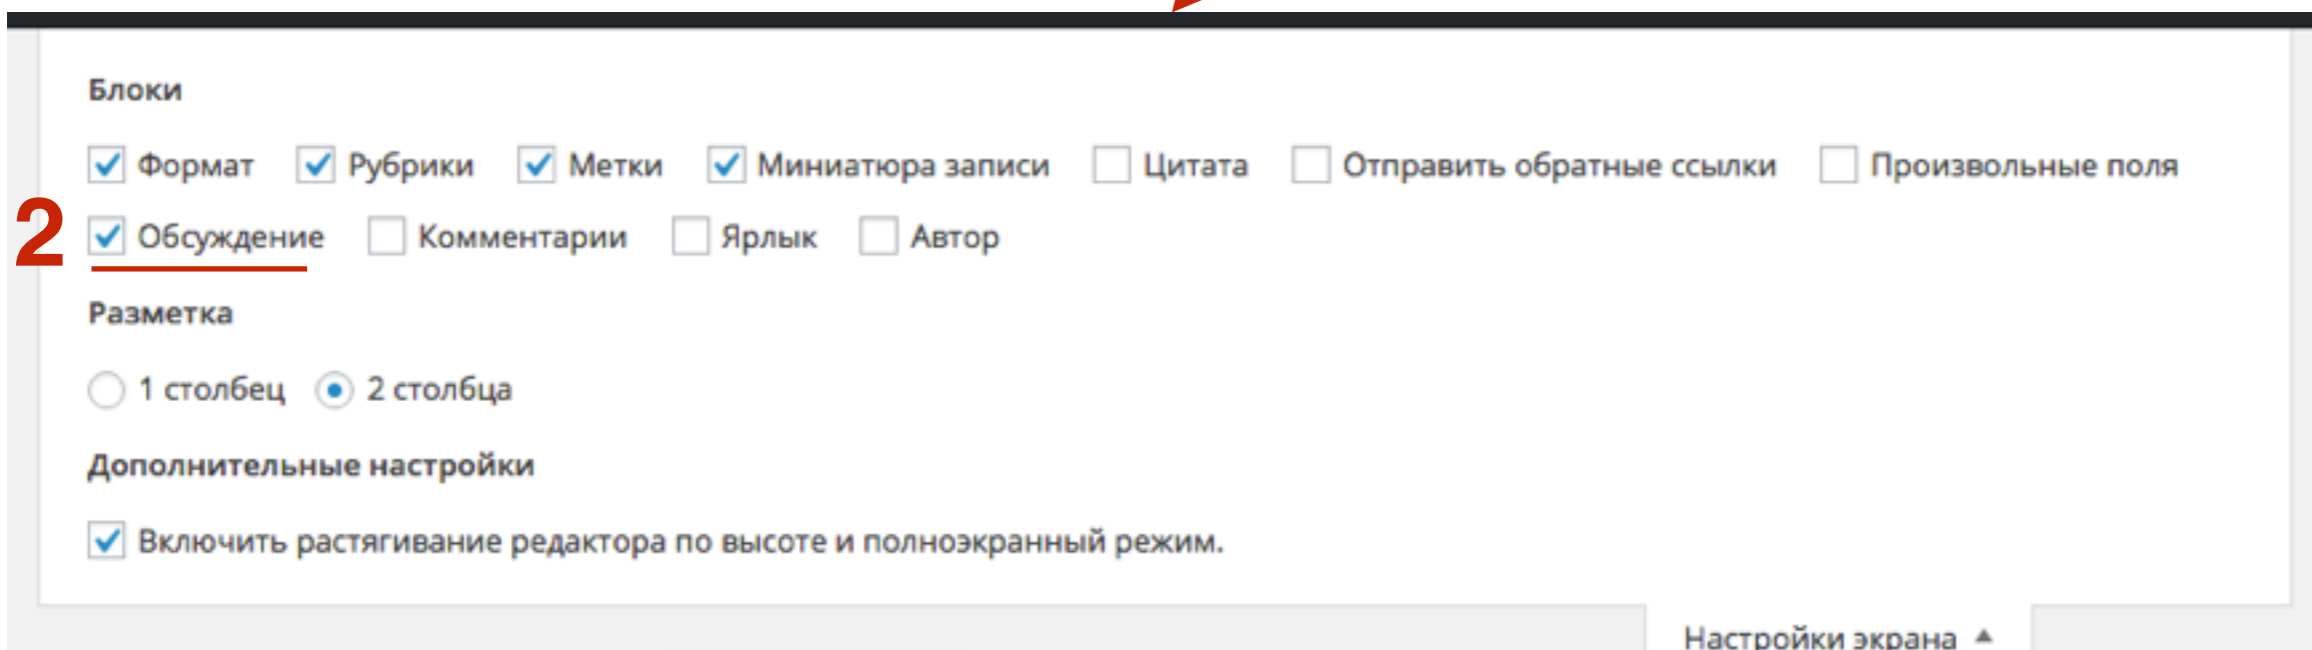 Блоки
Формат Рубрики Метки Миниатюра записи Цитата Отправить обратные ссылки Произвольные поля
2 Обсуждение Комментарии Ярлык Автор
Разметка
1 столбец 2 столбца
Дополнительные настройки
Включить растягивание редактора по высоте и полноэкранный режим.
Настройки экрана